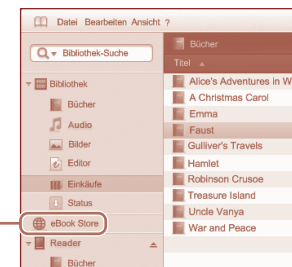 Datei Bearbeiten Ansicht ?
Bibliothek-Suche
Bibliothek
Bücher
Audio
Bilder
Editor
Einkäufe
Status
eBook Store
Reader
Bücher
Bücher
Titel
Alice's Adventures in W
A Christmas Carol
Emma
Faust
Gulliver's Travels
Hamlet
Robinson Crusoe
Treasure Island
Uncle Vanya
War and Peace